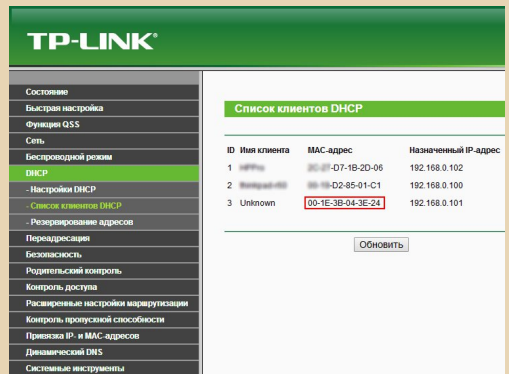 TP-LINK®
Состояние
Быстрая настройка
Функция QSS
Сеть
Беспроводной режим
DHCP
- Настройки DHCP
- Список клиентов DHCP
- Резервирование адресов
Переадресация
Безопасность
Родительский контроль
Контроль доступа
Расширенные настройки маршрутизации
Контроль пропускной способности
Привязка IP- и MAC-адресов
Динамический DNS
Системные инструменты
Список клиентов DHCP
ID Имя клиента MAC-адрес Назначенный IP-адрес
1 -D7-1B-2D-06 192.168.0.102
2 -D2-85-01-C1 192.168.0.100
3 Unknown 00-1E-3B-04-3E-24 192.168.0.101
Обновить